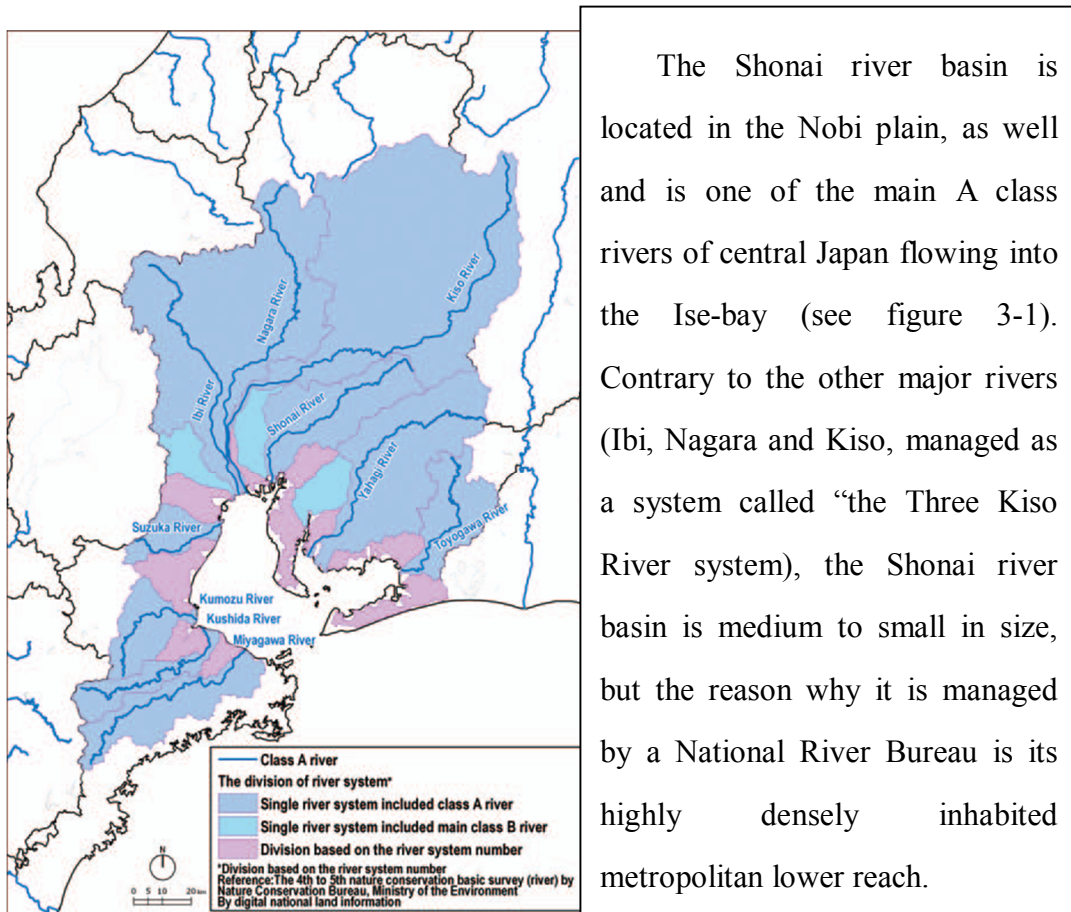 Nagara River
Kiso River
Ibi River
Shonai River
Yahagi River
Suzuka River
Toyogawa River
Kumozu River
Kushida River
Miyagawa River
Class A river
The division of river system*
Single river system included class A river
Single river system included main class B river
Division based on the river system number
*Division based on the river system number
Reference:The 4th to 5th nature conservation basic survey (river) by
Nature Conservation Bureau, Ministry of the Environment
By digital national land information
N
0 5 10 20 km
The Shonai river basin is
located in the Nobi plain, as well
and is one of the main A class
rivers of central Japan flowing into
the Ise-bay (see figure 3-1).
Contrary to the other major rivers
(Ibi, Nagara and Kiso, managed as
a system called “the Three Kiso
River system), the Shonai river
basin is medium to small in size,
but the reason why it is managed
by a National River Bureau is its
highly densely inhabited
metropolitan lower reach.